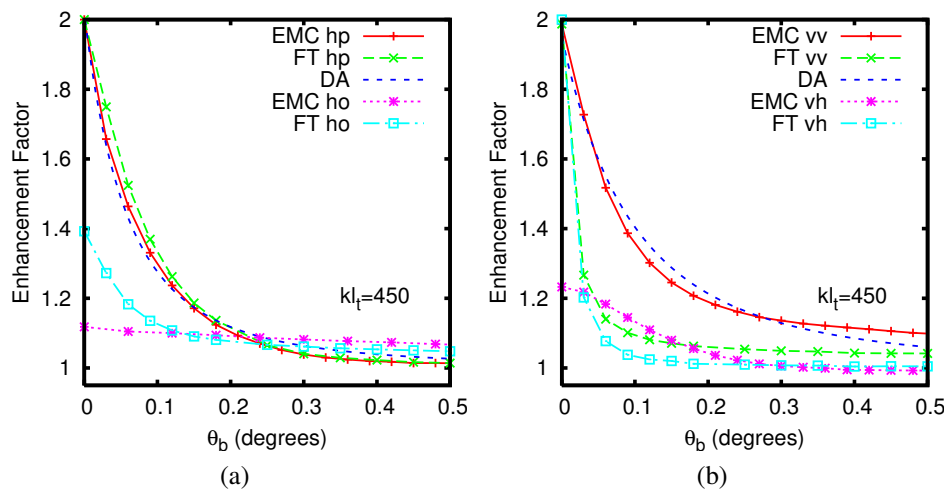 Enhancement Factor
2
1.8
1.6
1.4
1.2
1
0 0.1 0.2 0.3 0.4 0.5
θb (degrees)
EMC hp
FT hp
DA
EMC ho
FT ho
klt=450
(a)
Enhancement Factor
2
1.8
1.6
1.4
1.2
1
0 0.1 0.2 0.3 0.4 0.5
θb (degrees)
EMC vv
FT vv
DA
EMC vh
FT vh
klt=450
(b)